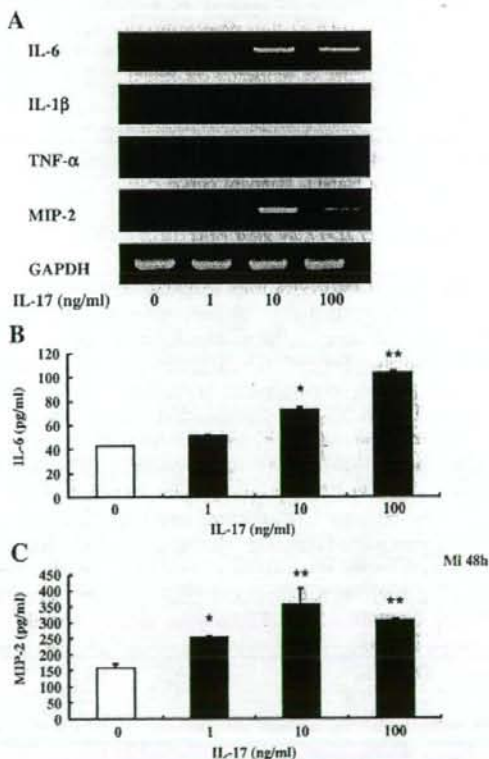 A
IL-6
IL-1β
TNF-α
MIP-2
GAPDH
IL-17 (ng/ml) 0 1 10 100
B
IL-6 (pg/ml)
120
100
80
60
40
20
0
* **
0 1 10 100
IL-17 (ng/ml)
C
Mi 48h
MIP-2 (pg/ml)
450
400
350
300
250
200
150
100
50
0
* ** **
0 1 10 100
IL-17 (ng/ml)